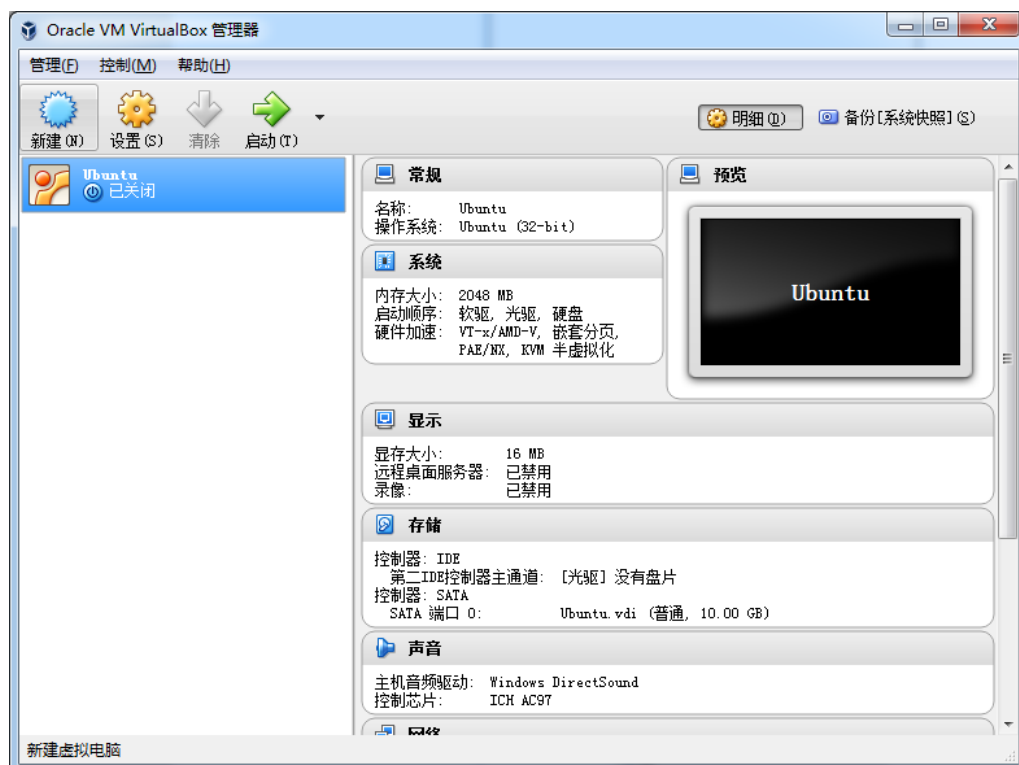 Oracle VM VirtualBox 管理器
管理(F) 控制(M) 帮助(H)
新建(N) 设置(S) 清除 启动(T) 明细(D) 备份[系统快照](S)
Ubuntu
已关闭
常规
名称: Ubuntu
操作系统: Ubuntu (32-bit)
系统
内存大小: 2048 MB
启动顺序: 软驱, 光驱, 硬盘
硬件加速: VT-x/AMD-V, 嵌套分页,
PAE/NX, KVM 半虚拟化
预览
Ubuntu
显示
显存大小: 16 MB
远程桌面服务器: 已禁用
录像: 已禁用
存储
控制器: IDE
第二IDE控制器主通道: [光驱] 没有盘片
控制器: SATA
SATA 端口 0: Ubuntu.vdi (普通, 10.00 GB)
声音
主机音频驱动: Windows DirectSound
控制芯片: ICH AC97
网络
新建虚拟电脑